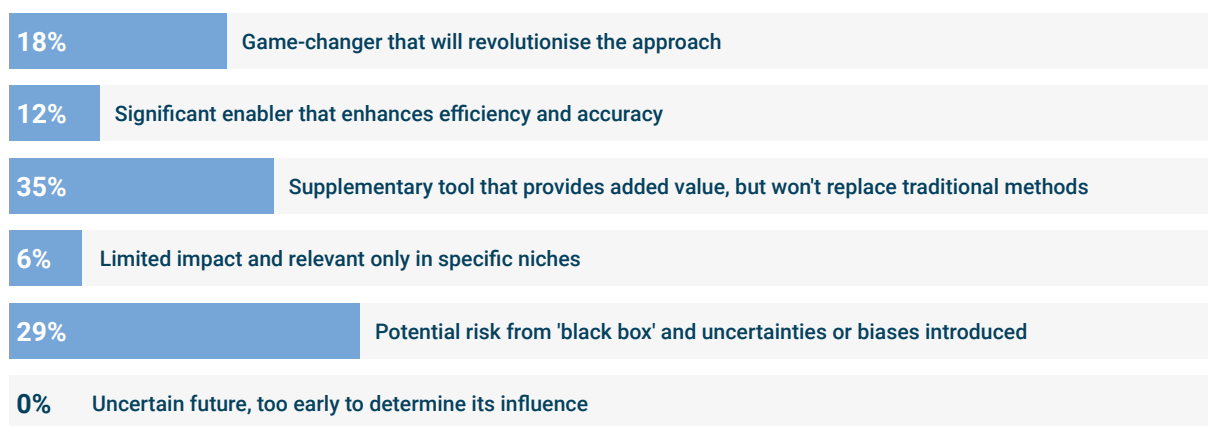 18% Game-changer that will revolutionise the approach
12% Significant enabler that enhances efficiency and accuracy
35% Supplementary tool that provides added value, but won't replace traditional methods
6% Limited impact and relevant only in specific niches
29% Potential risk from 'black box' and uncertainties or biases introduced
0% Uncertain future, too early to determine its influence